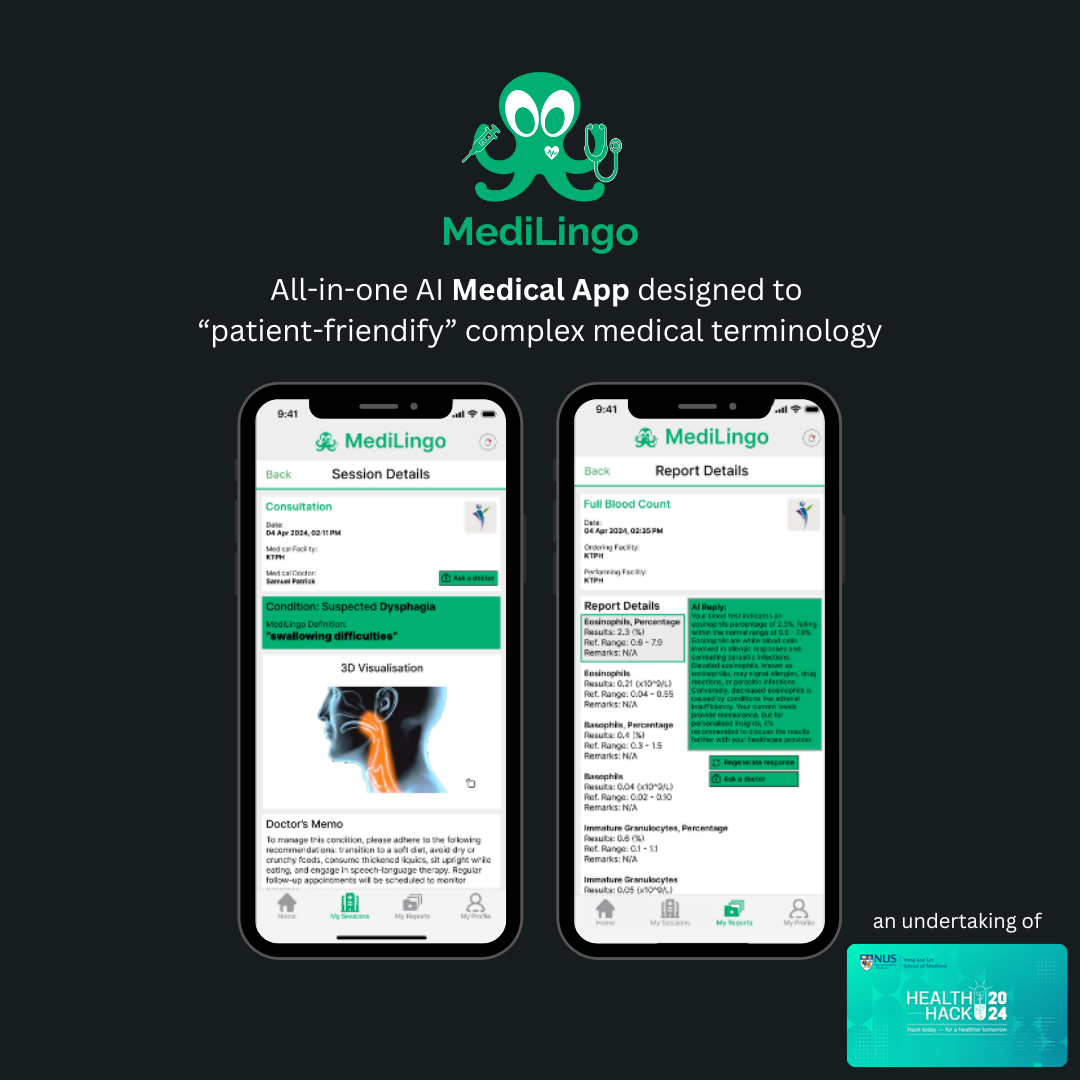 MediLingo
All-in-one AI Medical App designed to
“patient-friendify” complex medical terminology
9:41
MediLingo
Back
Session Details
Consultation
Date:
04 Apr 2024, 02:11 PM
Medical Facility:
KTPH
Medical Doctor:
Samuel Patrick
Ask a doctor
Condition: Suspected Dysphagia
MediLingo Definition:
"swallowing difficulties"
3D Visualisation
Doctor's Memo
To manage this condition, please adhere to the following
recommendations: transition to a soft diet, avoid dry or
crunchy foods, consume thickened liquids, sit upright while
eating, and engage in speech-language therapy. Regular
follow-up appointments will be scheduled to monitor
Home
My Sessions
My Reports
My Profile
9:41
MediLingo
Back
Report Details
Full Blood Count
Date:
04 Apr 2024, 02:35 PM
Ordering Facility:
KTPH
Performing Facility:
KTPH
Report Details
Eosinophils, Percentage
Results: 2.3 (%)
Ref. Range: 0.6 - 7.9
Remarks: N/A
Eosinophils
Results: 0.21 (x10^9/L)
Ref. Range: 0.04 - 0.55
Remarks: N/A
Basophils, Percentage
Results: 0.4 (%)
Ref. Range: 0.3 - 1.5
Remarks: N/A
Basophils
Results: 0.04 (x10^9/L)
Ref. Range: 0.02 - 0.10
Remarks: N/A
Immature Granulocytes, Percentage
Results: 0.6 (%)
Ref. Range: 0.1 - 1.1
Remarks: N/A
Immature Granulocytes
Results: 0.05 (x10^9/L)
AI Reply:
Your blood test indicates an
eosinophils percentage of 2.3%, falling
within the normal range of 0.6 - 7.9%.
Eosinophils are white blood cells
involved in allergic responses and
combating parasitic infections.
Elevated eosinophils, known as
eosinophilia, may signal allergies, drug
reactions, or parasitic infections.
Conversely, decreased eosinophils is
caused by conditions like adrenal
insufficiency. Your current levels
provide reassurance, but for
personalised insights, it's
recommended to discuss the results
further with your healthcare provider.
Regenerate response
Ask a doctor
Home
My Sessions
My Reports
My Profile
an undertaking of
NUS
Yong Loo Lin
School of Medicine
HEALTH 20
HACK 24
Hack today — for a healthier tomorrow